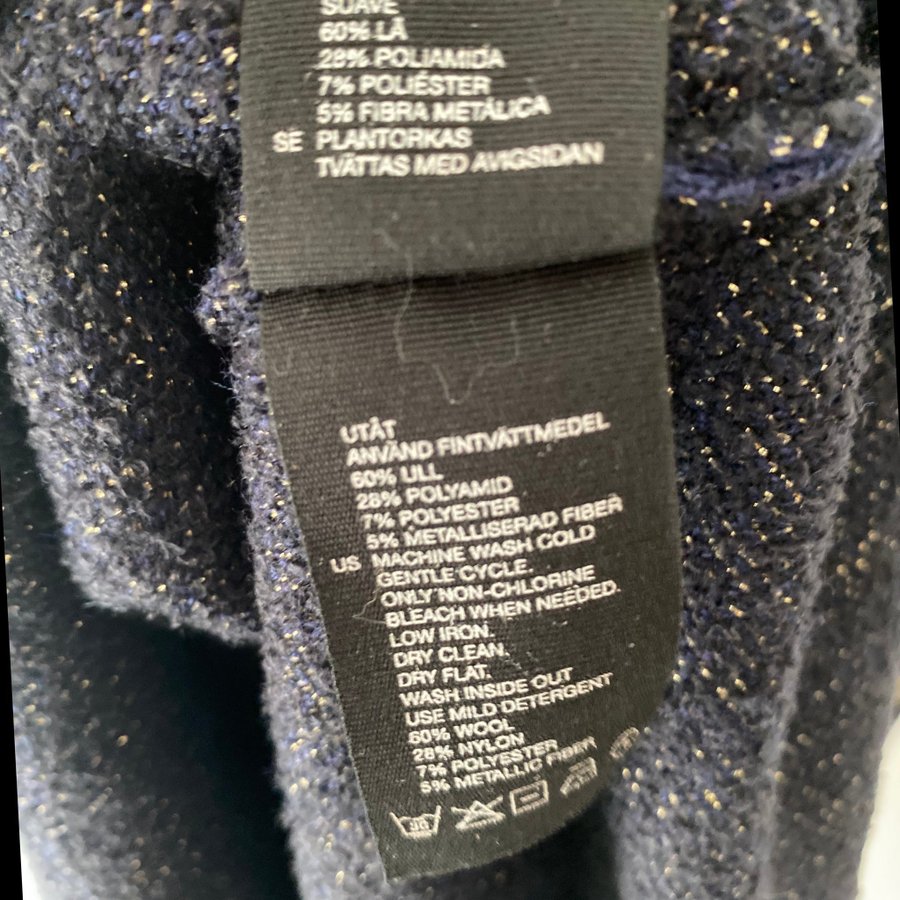 SUAVE
60% LÃ
28% POLIAMIDA
7% POLIÉSTER
5% FIBRA METÁLICA
SE PLANTORKAS
TVÄTTAS MED AVIGSIDAN
UTÅT
ANVÄND FINTVÄTTMEDEL
60% ULL
28% POLYAMID
7% POLYESTER
5% METALLISERAD FIBER
US MACHINE WASH COLD
GENTLE CYCLE.
ONLY NON-CHLORINE
BLEACH WHEN NEEDED.
LOW IRON.
DRY CLEAN.
DRY FLAT.
WASH INSIDE OUT
USE MILD DETERGENT
60% WOOL
28% NYLON
7% POLYESTER
5% METALLIC FIBER
30